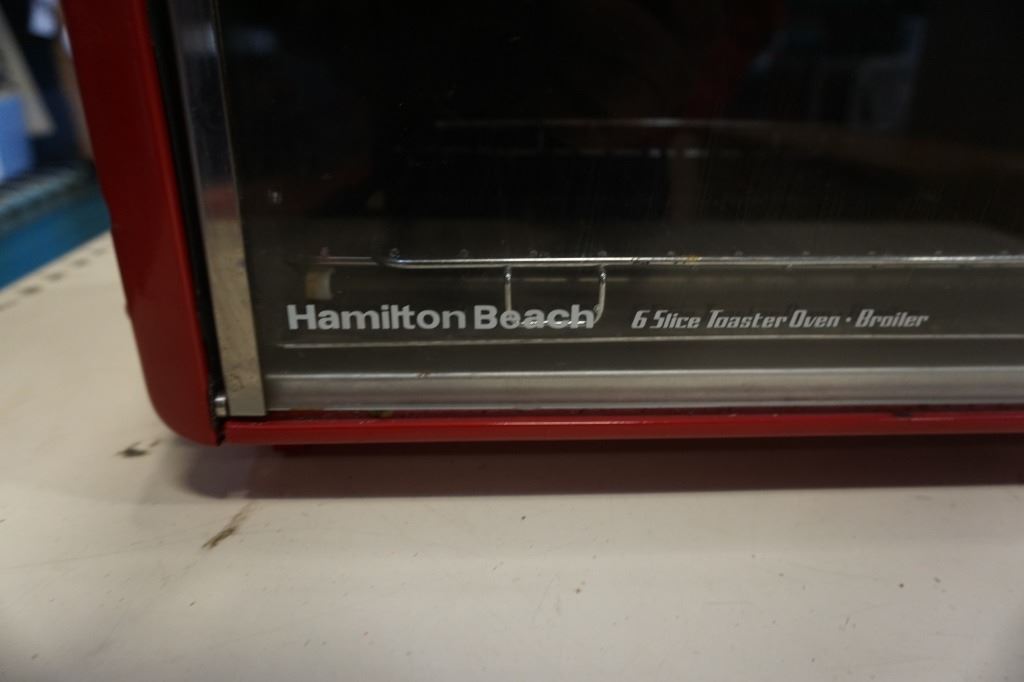 Hamilton Beach 6 Slice Toaster Oven · Broiler